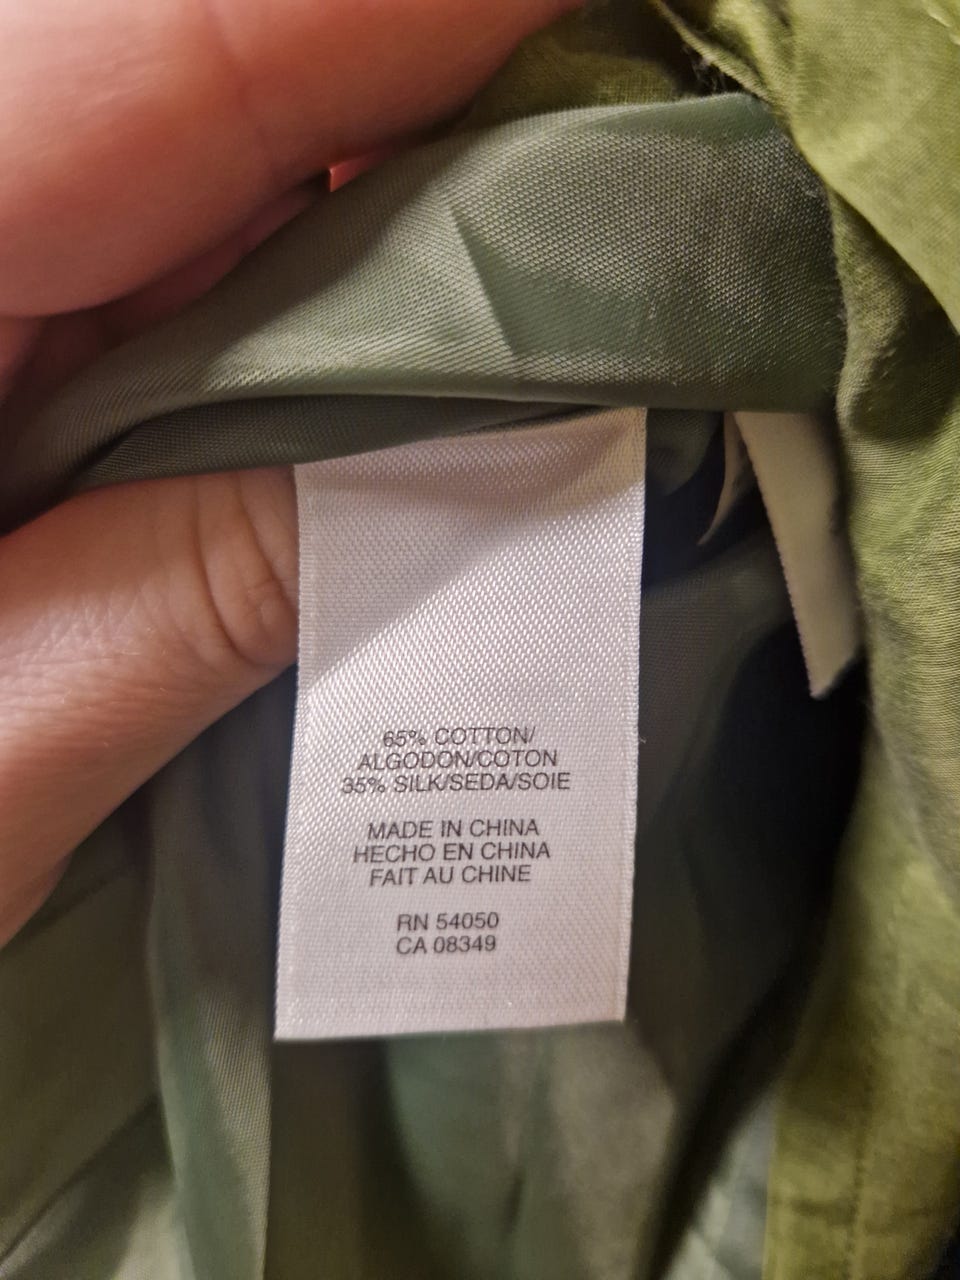 65% COTTON/
ALGODON/COTON
35% SILK/SEDA/SOIE
MADE IN CHINA
HECHO EN CHINA
FAIT AU CHINE
RN 54050
CA 08349